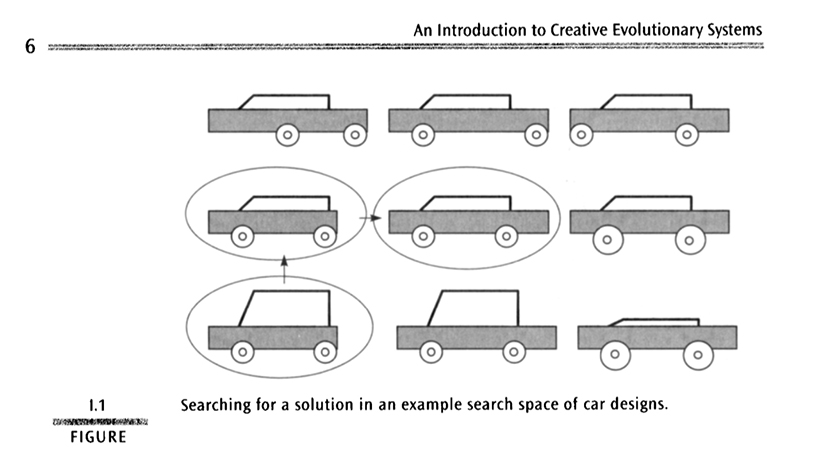 An Introduction to Creative Evolutionary Systems
6
I.1
Searching for a solution in an example search space of car designs.
FIGURE